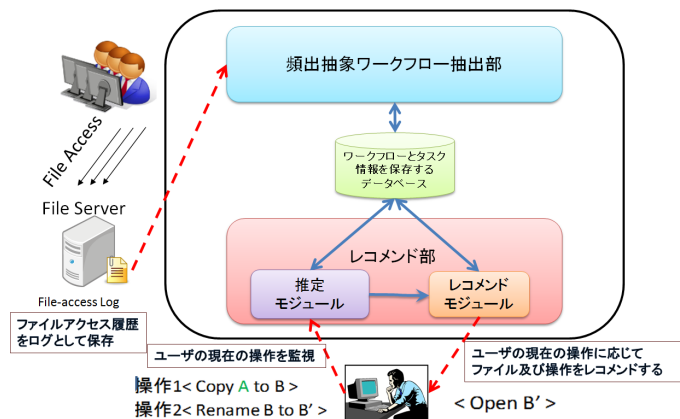 頻出抽象ワークフロー抽出部
File Access
ワークフローとタスク
情報を保存する
データベース
File Server
レコメンド部
推定
モジュール
レコメンド
モジュール
File-access Log
ファイルアクセス履歴
をログとして保存
ユーザの現在の操作を監視
ユーザの現在の操作に応じて
ファイル及び操作をレコメンドする
操作1< Copy A to B >
操作2< Rename B to B′ >
< Open B′ >